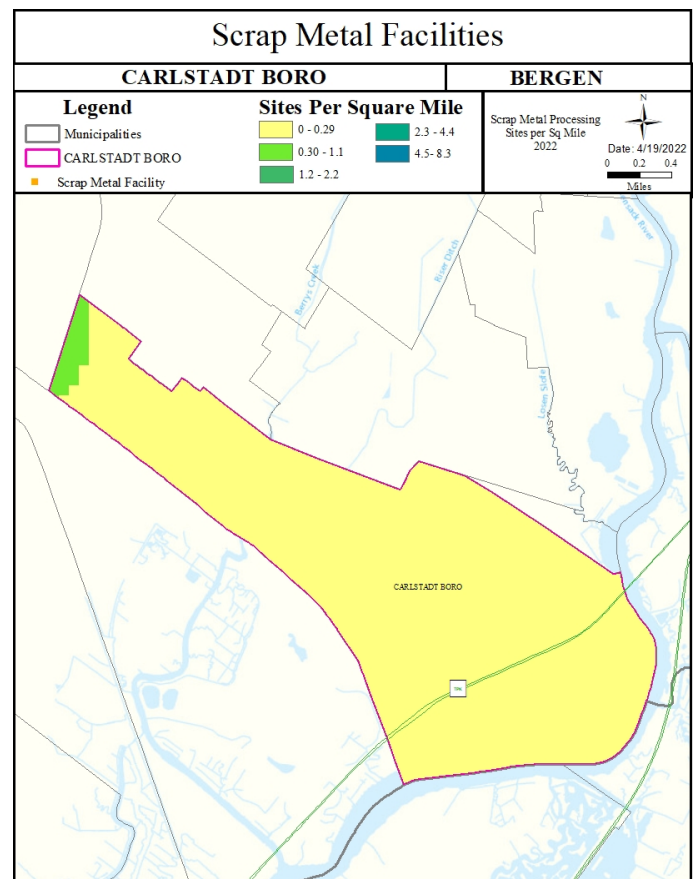 Scrap Metal Facilities
CARLSTADT BORO
BERGEN
Legend
Municipalities
CARLSTADT BORO
Scrap Metal Facility
Sites Per Square Mile
0 - 0.29
0.30 - 1.1
1.2 - 2.2
2.3 - 4.4
4.5- 8.3
Scrap Metal Processing
Sites per Sq Mile
2022
N
Date: 4/19/2022
0 0.2 0.4
Miles
Berrys Creek
Riser Ditch
River
Losen Slote
CARLSTADT BORO